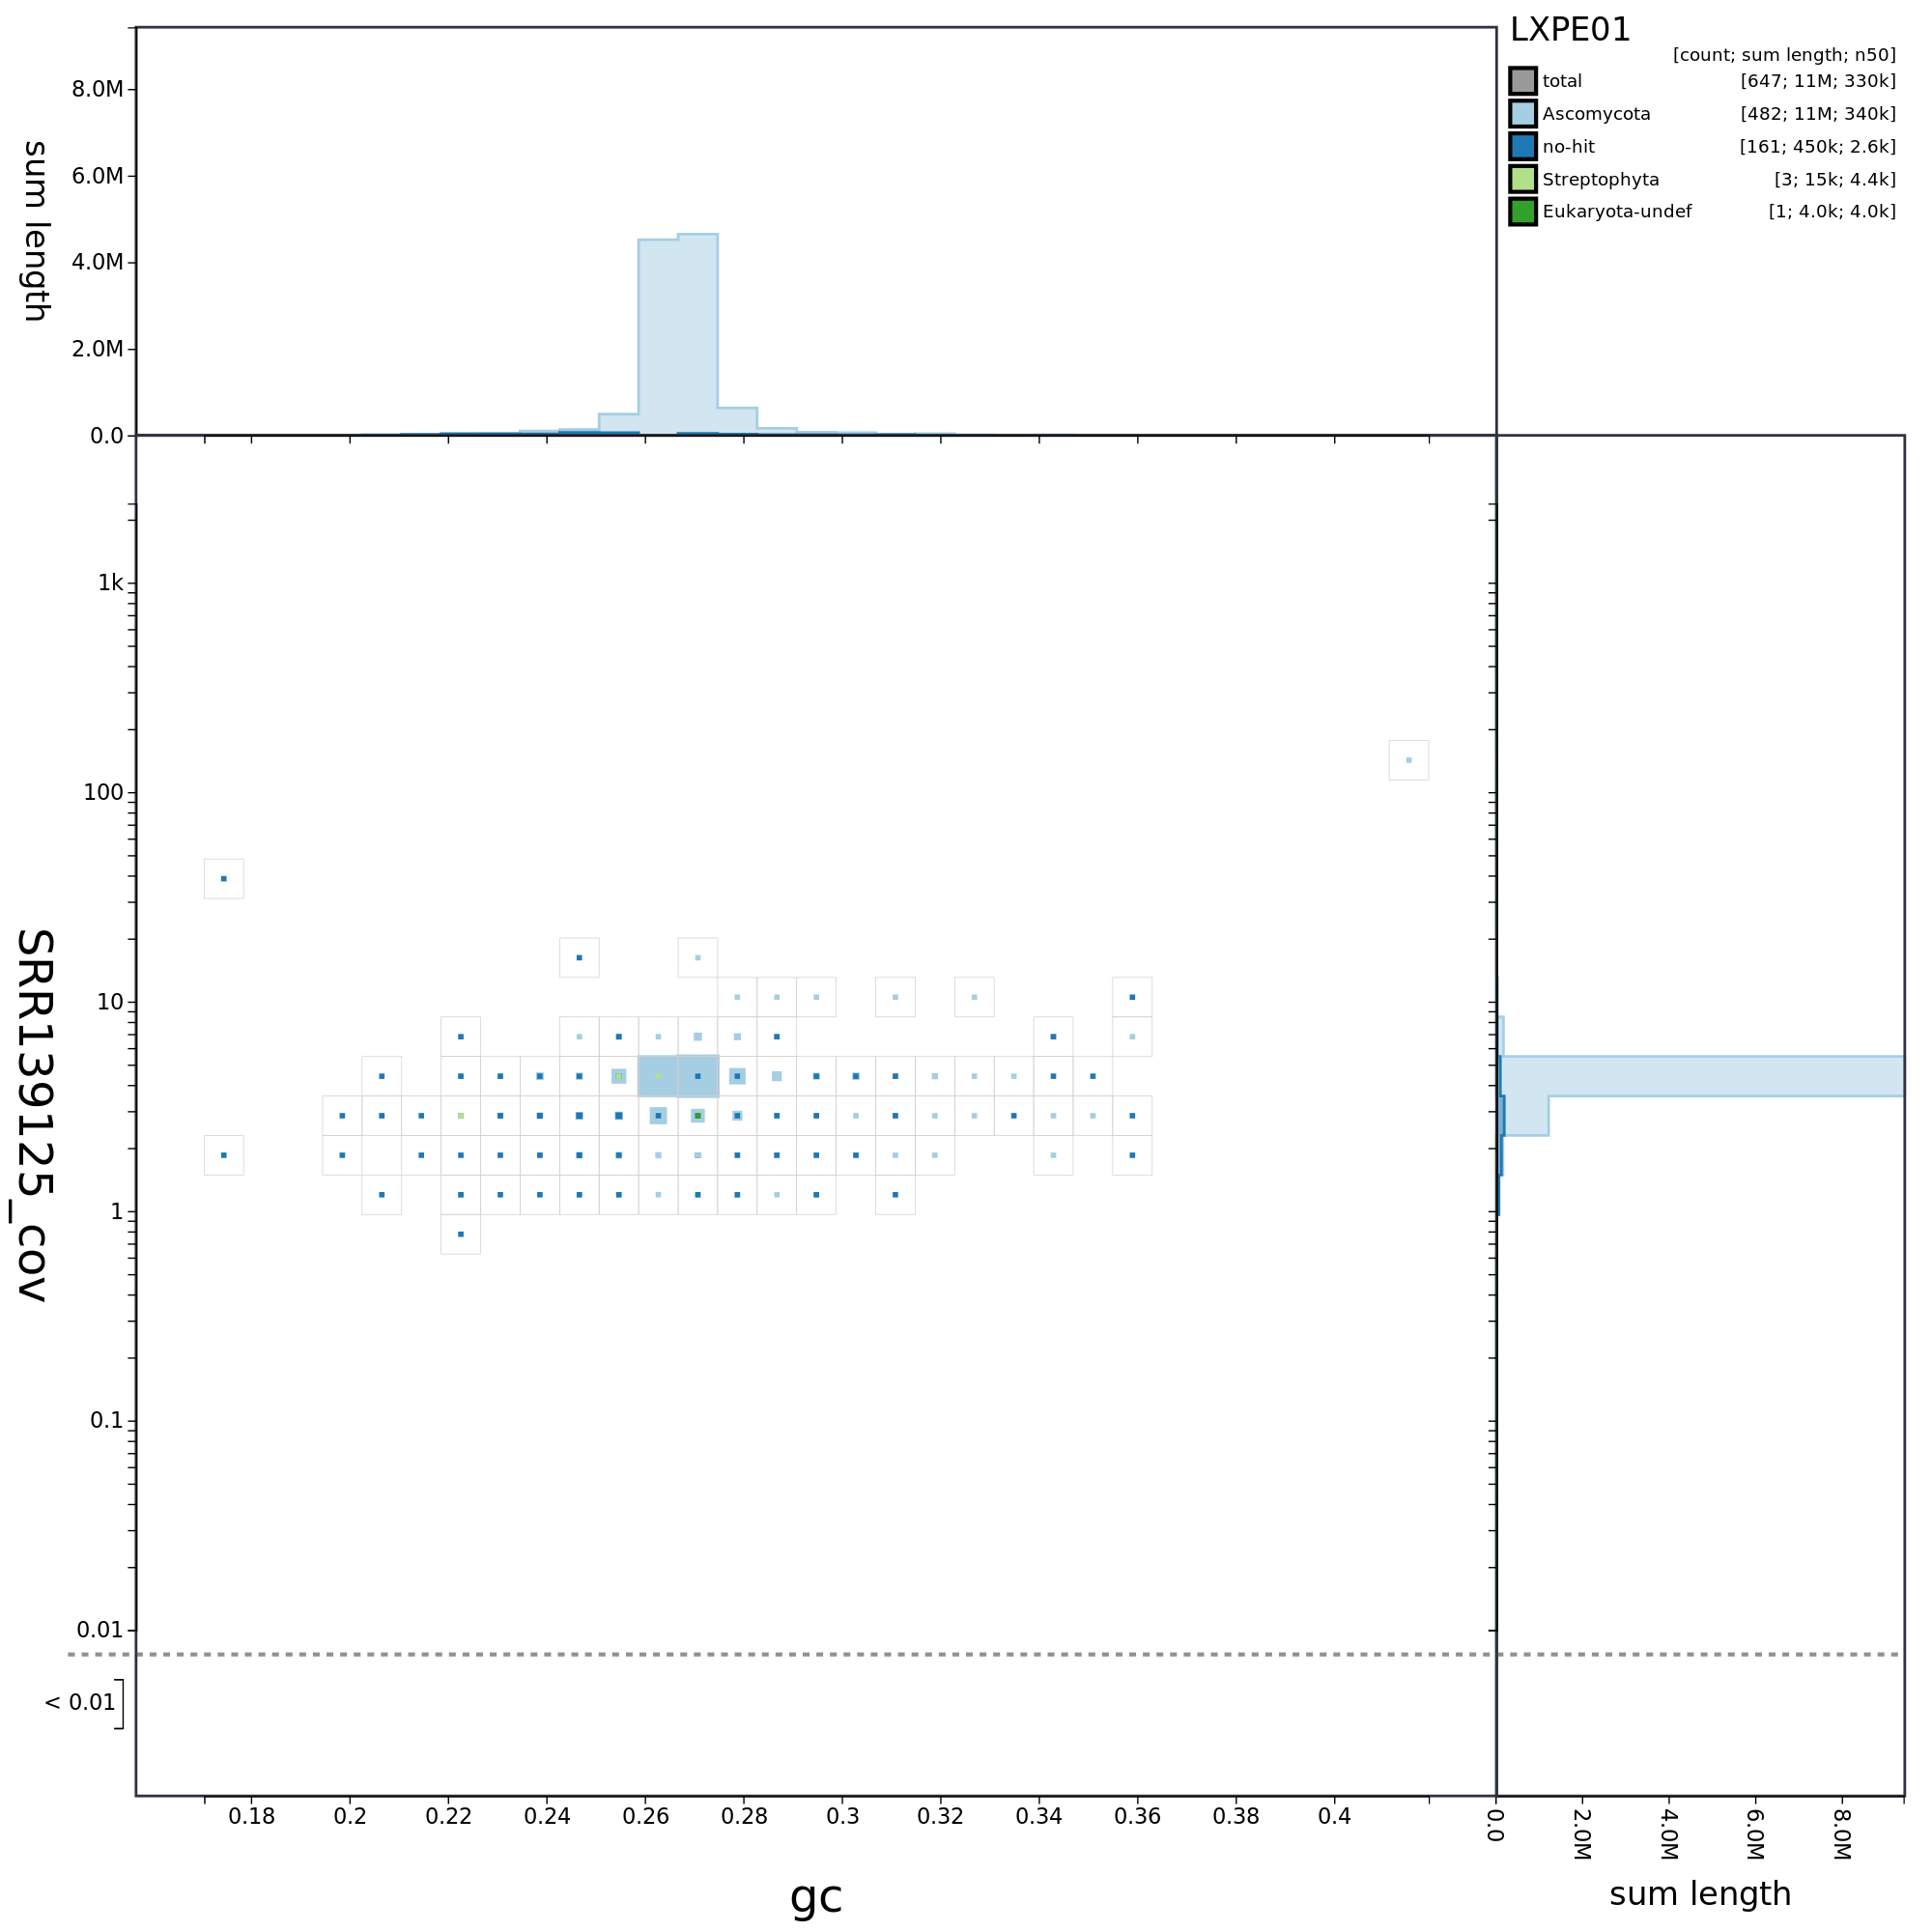 LXPE01
[count; sum length; n50]
total [647; 11M; 330k]
Ascomycota [482; 11M; 340k]
no-hit [161; 450k; 2.6k]
Streptophyta [3; 15k; 4.4k]
Eukaryota-undef [1; 4.0k; 4.0k]
sum length
8.0M
6.0M
4.0M
2.0M
0.0
SRR139125_cov
1k
100
10
1
0.1
0.01
< 0.01
0.18 0.2 0.22 0.24 0.26 0.28 0.3 0.32 0.34 0.36 0.38 0.4
gc
0.0 2.0M 4.0M 6.0M 8.0M
sum length